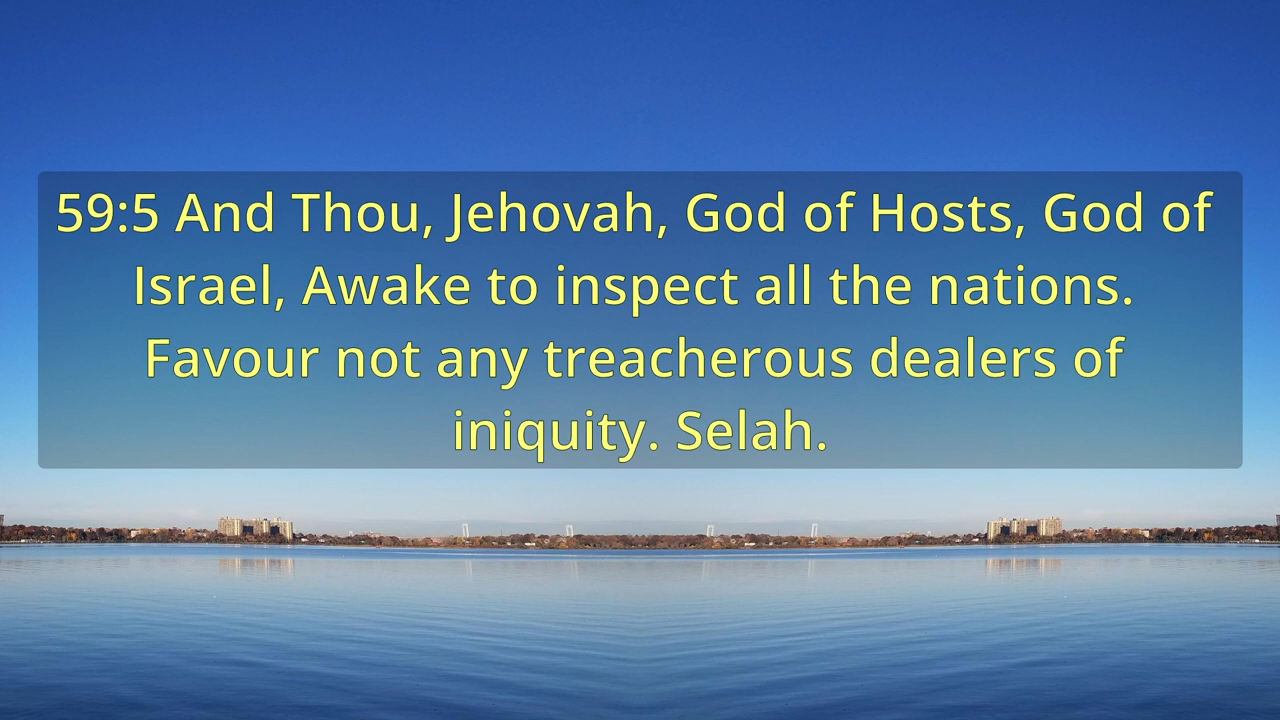 59:5 And Thou, Jehovah, God of Hosts, God of
Israel, Awake to inspect all the nations.
Favour not any treacherous dealers of
iniquity. Selah.